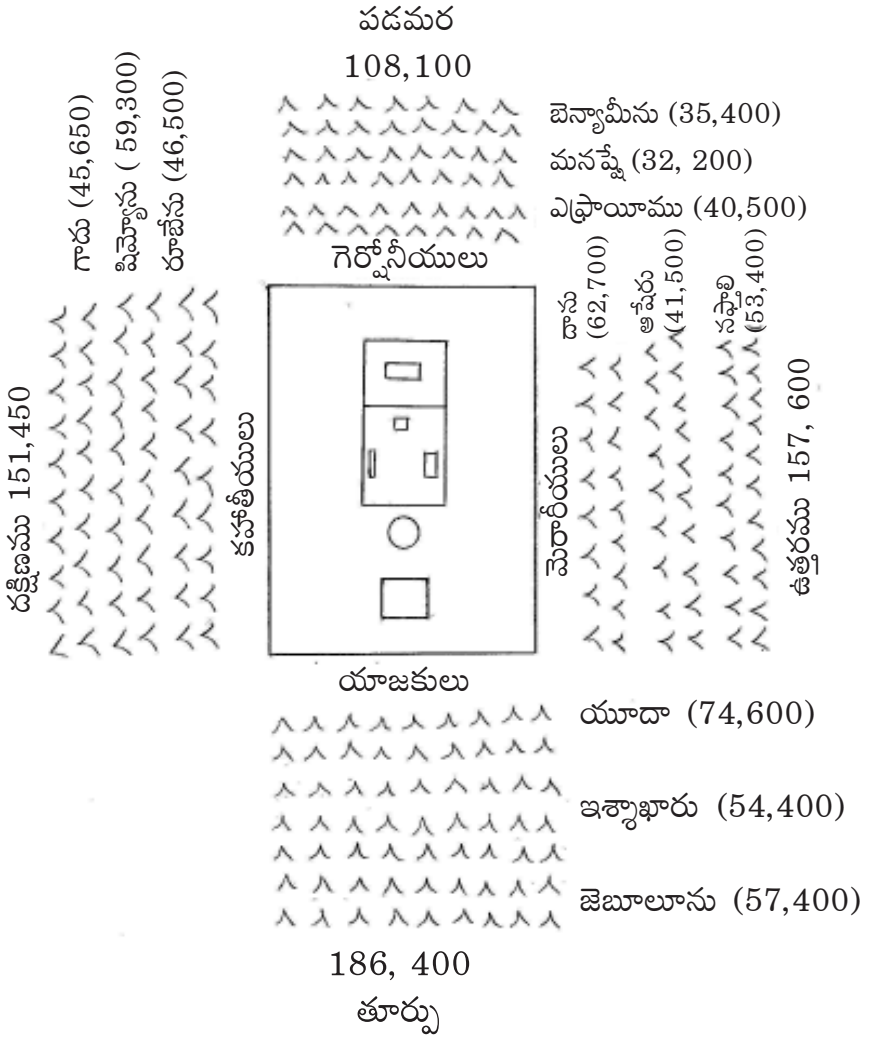 పడమర
108,100
బెన్యామీను (35,400)
మనష్షే (32, 200)
ఎఫ్రాయీము (40,500)
గెర్షోనీయులు
గాదు (45,650)
షిమ్యోను ( 59,300)
రూబేను (46,500)
దక్షిణము 151,450
కహాతీయులు
మెరారీయులు
దాను
(62,700)
ఆషేరు
(41,500)
నఫ్తాలి
(53,400)
ఉత్తరము 157, 600
యాజకులు
యూదా (74,600)
ఇశ్శాఖారు (54,400)
జెబూలూను (57,400)
186, 400
తూర్పు